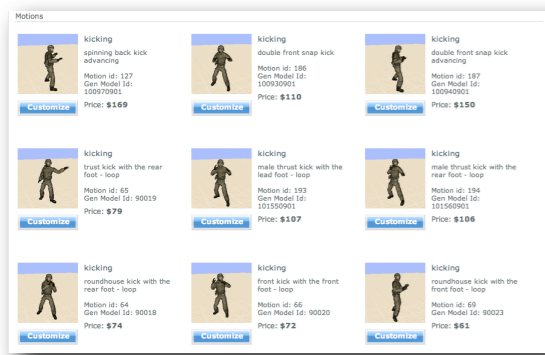 Motions
kicking
spinning back kick
advancing
Motion id: 127
Gen Model Id:
100970901
Price: $169
Customize
kicking
double front snap kick
Motion id: 186
Gen Model Id:
100930901
Price: $110
Customize
kicking
double front snap kick
advancing
Motion id: 187
Gen Model Id:
100940901
Price: $150
Customize
kicking
trust kick with the rear
foot - loop
Motion id: 65
Gen Model Id: 90019
Price: $79
Customize
kicking
male thrust kick with the
lead foot - loop
Motion id: 193
Gen Model Id:
101550901
Price: $107
Customize
kicking
male thrust kick with the
rear foot - loop
Motion id: 194
Gen Model Id:
101560901
Price: $106
Customize
kicking
roundhouse kick with the
rear foot - loop
Motion id: 64
Gen Model Id: 90018
Price: $74
Customize
kicking
front kick with the front
foot - loop
Motion id: 66
Gen Model Id: 90020
Price: $72
Customize
kicking
roundhouse kick with the
front foot - loop
Motion id: 69
Gen Model Id: 90023
Price: $61
Customize